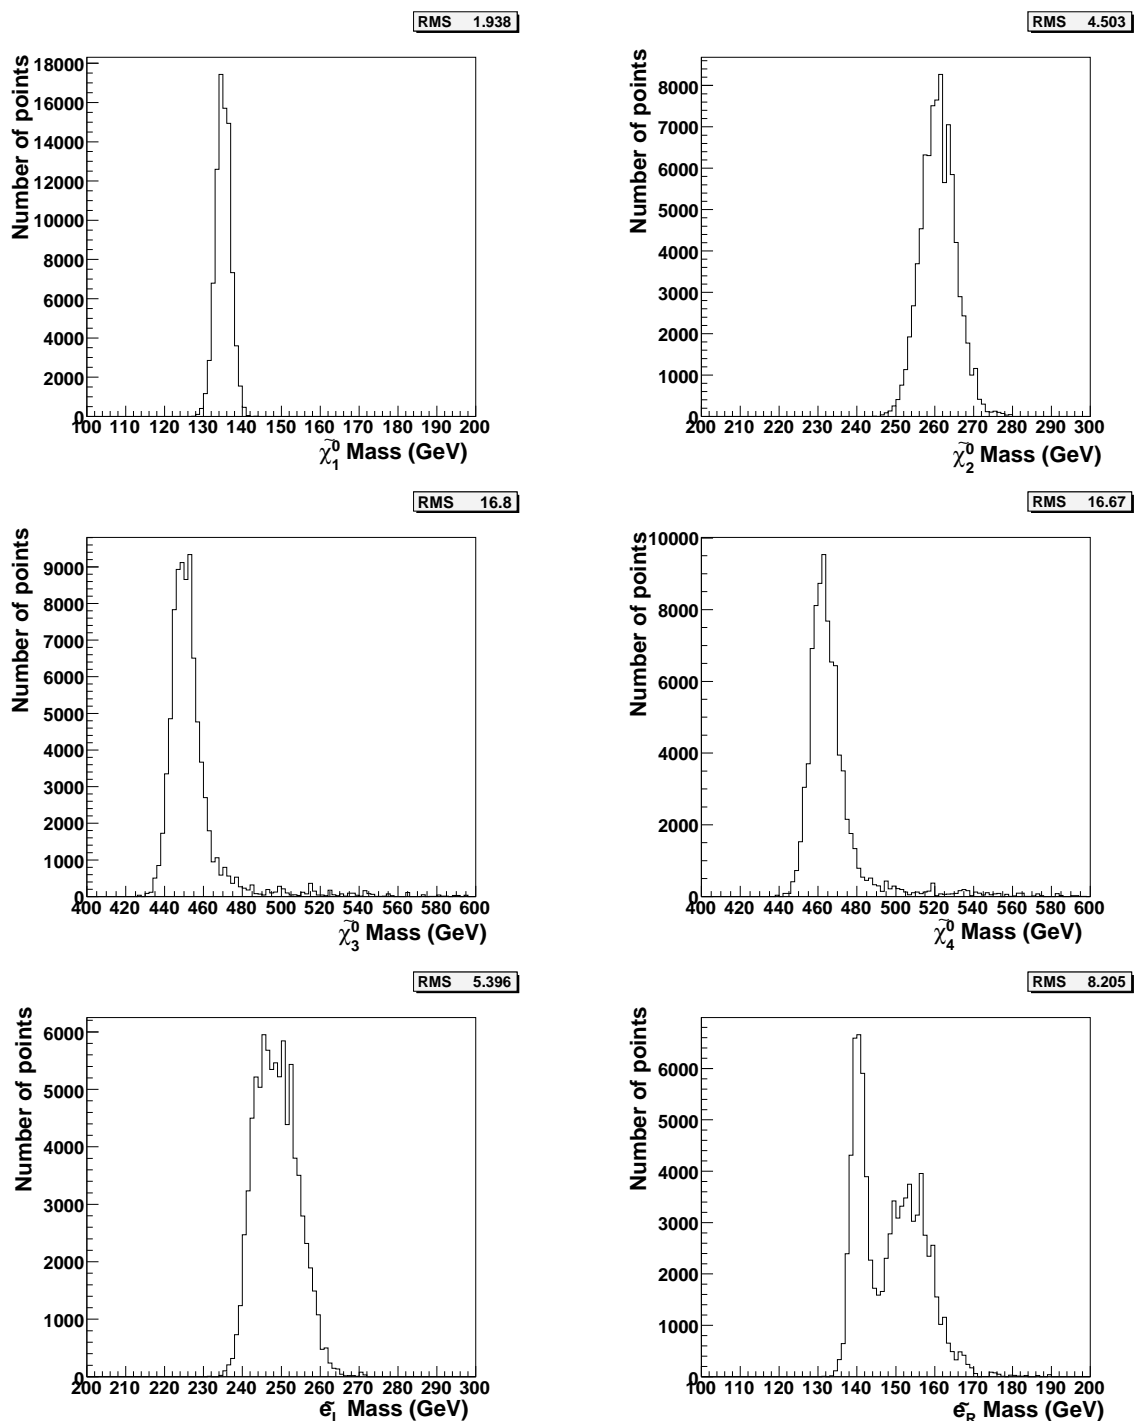 RMS 1.938
Number of points
18000
16000
14000
12000
10000
8000
6000
4000
2000
0
100 110 120 130 140 150 160 170 180 190 200
χ̃⁰₁ Mass (GeV)
RMS 4.503
Number of points
8000
7000
6000
5000
4000
3000
2000
1000
0
200 210 220 230 240 250 260 270 280 290 300
χ̃⁰₂ Mass (GeV)
RMS 16.8
Number of points
9000
8000
7000
6000
5000
4000
3000
2000
1000
0
400 420 440 460 480 500 520 540 560 580 600
χ̃⁰₃ Mass (GeV)
RMS 16.67
Number of points
10000
8000
6000
4000
2000
0
400 420 440 460 480 500 520 540 560 580 600
χ̃⁰₄ Mass (GeV)
RMS 5.396
Number of points
6000
5000
4000
3000
2000
1000
0
200 210 220 230 240 250 260 270 280 290 300
ẽ_L Mass (GeV)
RMS 8.205
Number of points
6000
5000
4000
3000
2000
1000
0
100 110 120 130 140 150 160 170 180 190 200
ẽ_R Mass (GeV)